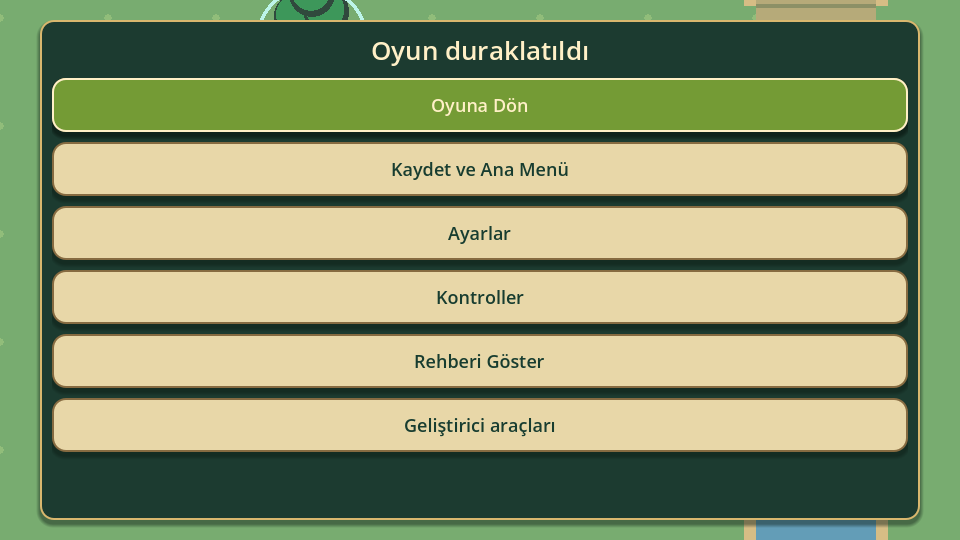 Oyun duraklatıldı
Oyuna Dön
Kaydet ve Ana Menü
Ayarlar
Kontroller
Rehberi Göster
Geliştirici araçları